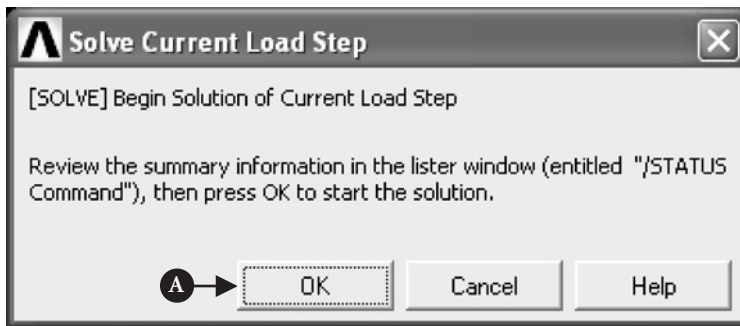 Solve Current Load Step
[SOLVE] Begin Solution of Current Load Step
Review the summary information in the lister window (entitled "/STATUS
Command"), then press OK to start the solution.
A
OK
Cancel
Help